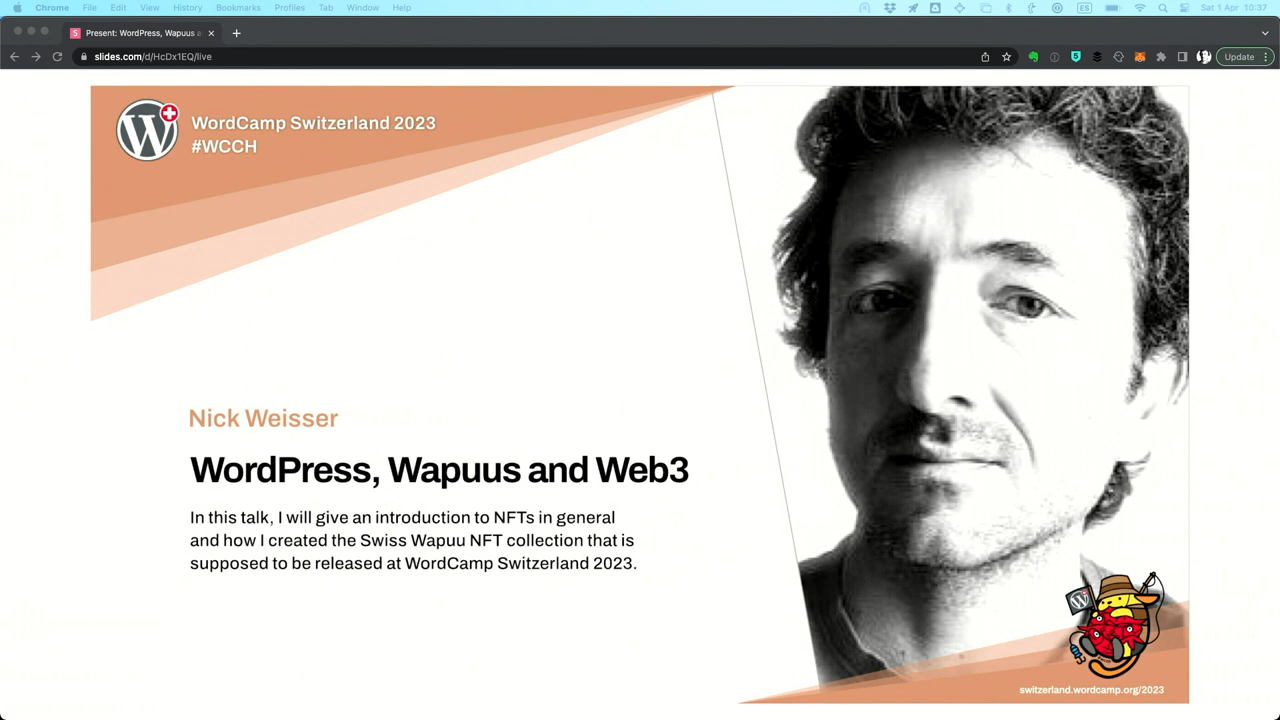 Chrome File Edit View History Bookmarks Profiles Tab Window Help ES Sat 1 Apr 10:37
Present: WordPress, Wapuus a
slides.com/d/HcDx1EQ/live
Update
WordCamp Switzerland 2023
#WCCH
Nick Weisser
WordPress, Wapuus and Web3
In this talk, I will give an introduction to NFTs in general
and how I created the Swiss Wapuu NFT collection that is
supposed to be released at WordCamp Switzerland 2023.
switzerland.wordcamp.org/2023